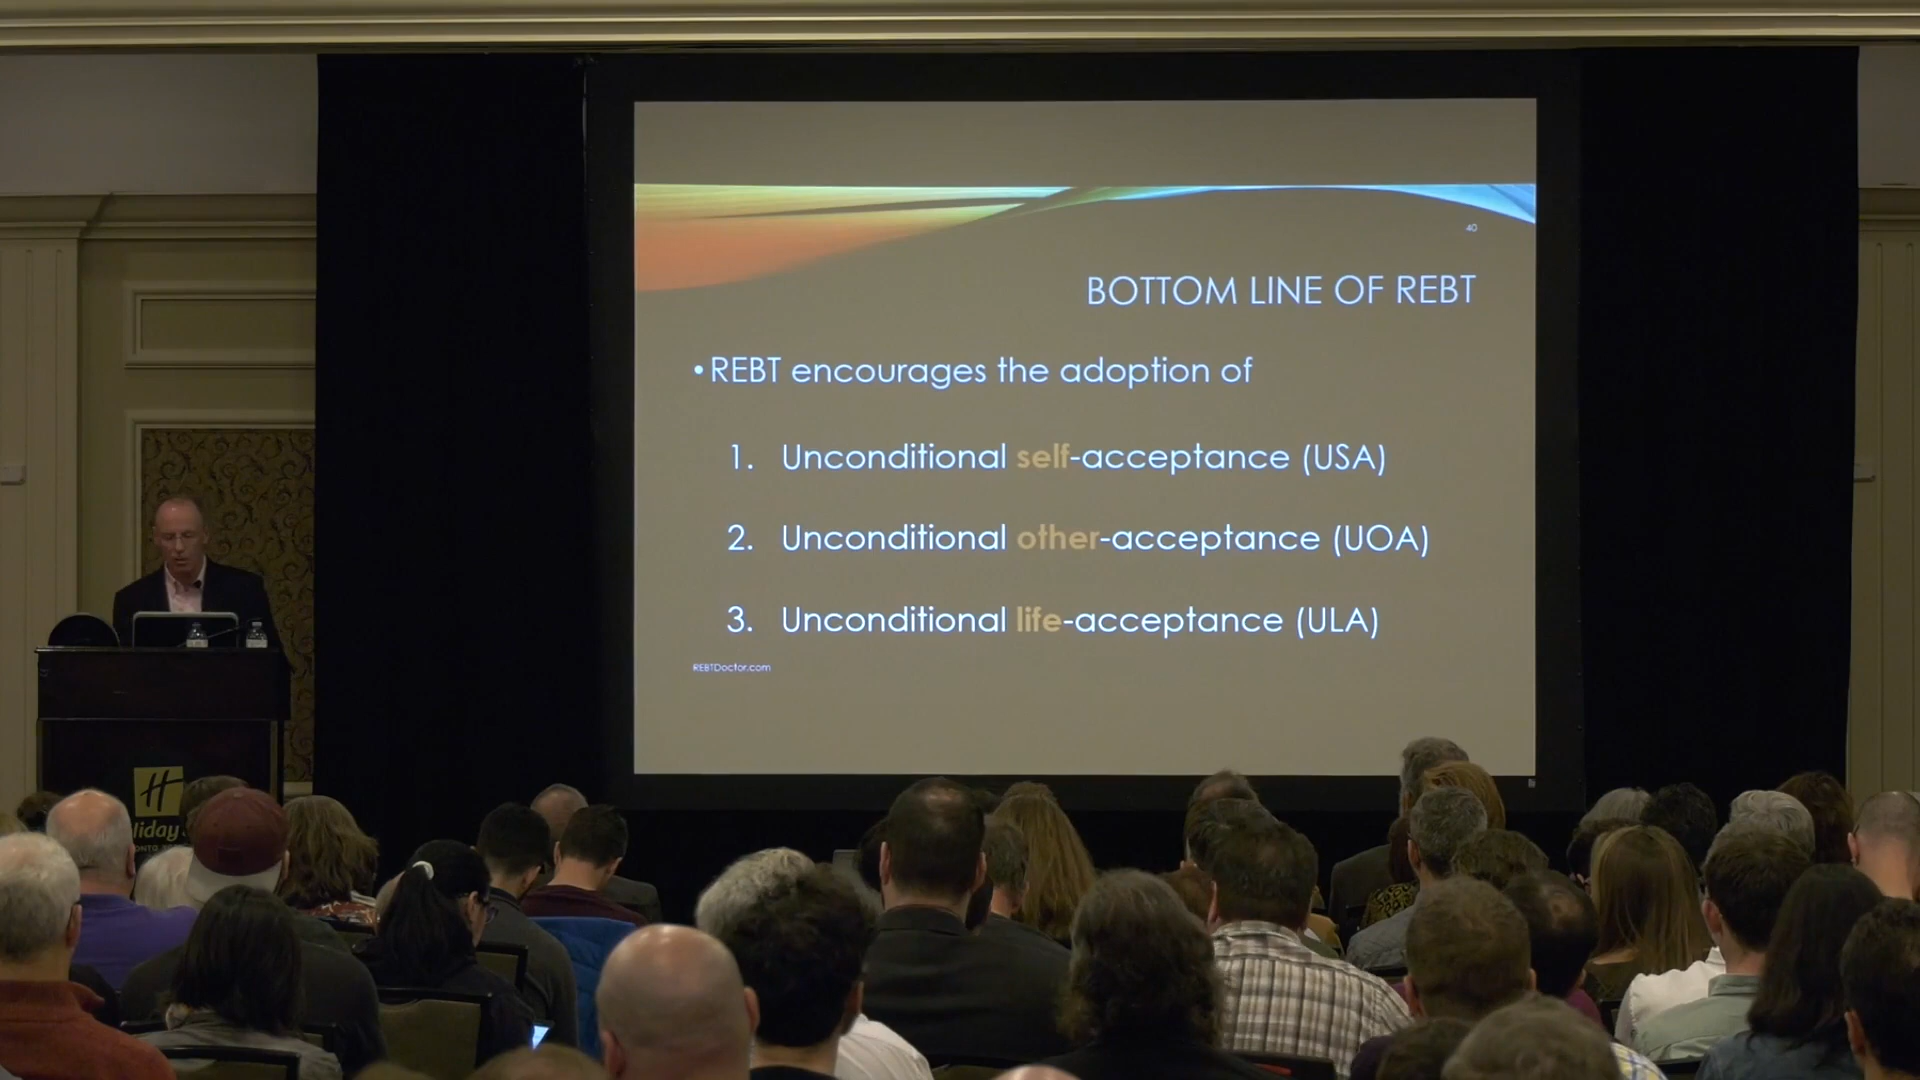 40
BOTTOM LINE OF REBT
• REBT encourages the adoption of
1. Unconditional self-acceptance (USA)
2. Unconditional other-acceptance (UOA)
3. Unconditional life-acceptance (ULA)
REBTDoctor.com
H
liday